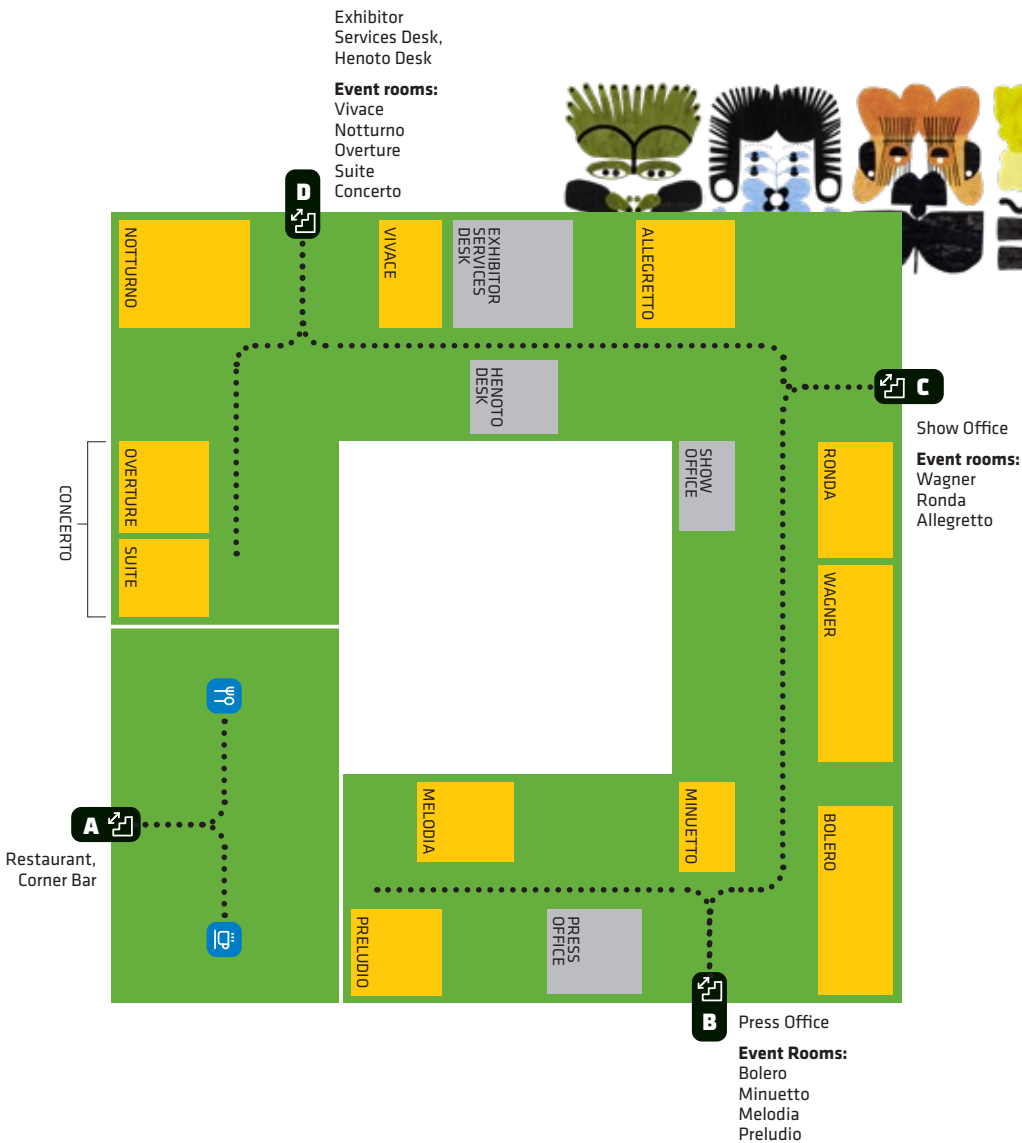 Exhibitor
Services Desk,
Henoto Desk
Event rooms:
Vivace
Notturno
Overture
Suite
Concerto
D
NOTTURNO
VIVACE
EXHIBITOR
SERVICES
DESK
ALLEGRETTO
HENOTO
DESK
C
Show Office
Event rooms:
Wagner
Ronda
Allegretto
SHOW
OFFICE
RONDA
CONCERTO
OVERTURE
SUITE
WAGNER
A
Restaurant,
Corner Bar
MELODIA
MINUETTO
BOLERO
PRELUDIO
PRESS
OFFICE
B
Press Office
Event Rooms:
Bolero
Minuetto
Melodia
Preludio